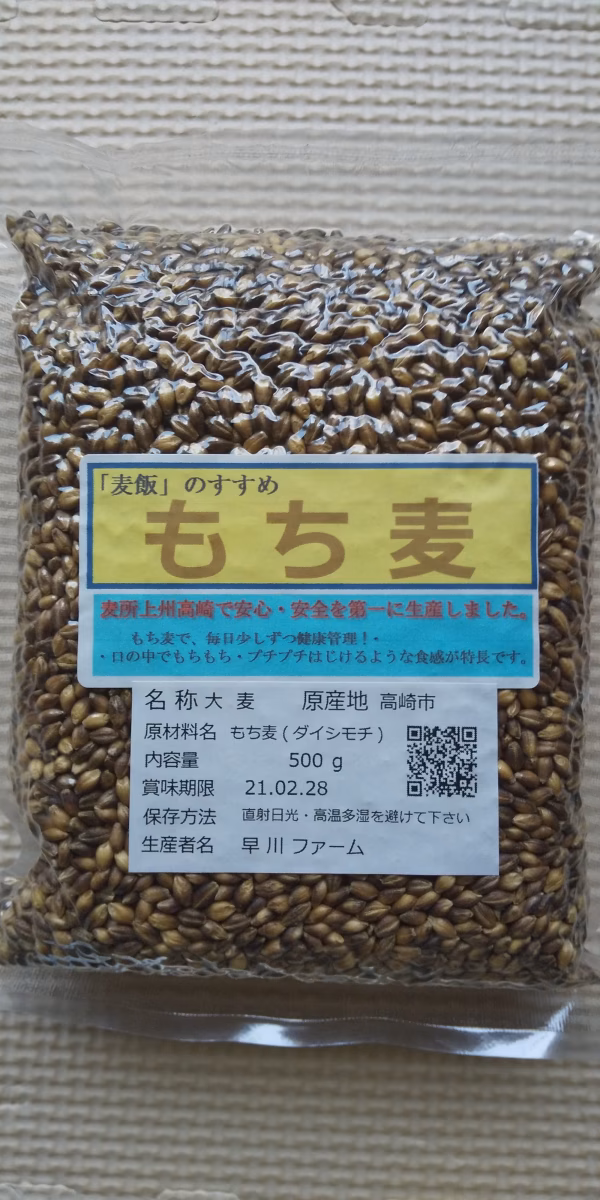 「麦飯」のすすめ
もち麦
麦所上州高崎で安心・安全を第一に生産しました。
もち麦で、毎日少しずつ健康管理！・
・口の中でもちもち・プチプチはじけるような食感が特長です。
名称 大 麦 原産地 高崎市
原材料名 もち麦(ダイシモチ)
内容量 500 g
賞味期限 21.02.28
保存方法 直射日光・高温多湿を避けて下さい
生産者名 早川 ファーム